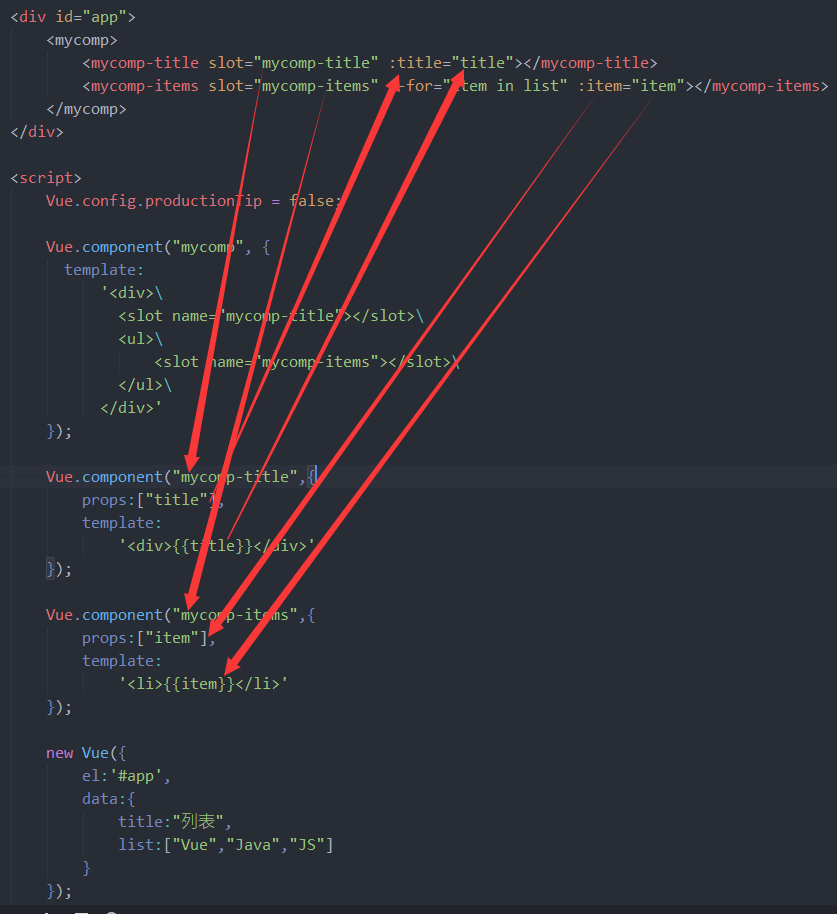 <div id="app">
<mycomp>
<mycomp-title slot="mycomp-title" :title="title"></mycomp-title>
<mycomp-items slot="mycomp-items" -for="item in list" :item="item"></mycomp-items>
</mycomp>
</div>
<script>
Vue.config.productionTip = false;
Vue.component("mycomp", {
template:
'<div>\
<slot name="mycomp-title"></slot>\
<ul>\
<slot name="mycomp-items"></slot>\
</ul>\
</div>'
});
Vue.component("mycomp-title",{
props:["title"],
template:
'<div>{{title}}</div>'
});
Vue.component("mycomp-items",{
props:["item"],
template:
'<li>{{item}}</li>'
});
new Vue({
el:'#app',
data:{
title:"列表",
list:["Vue","Java","JS"]
}
});